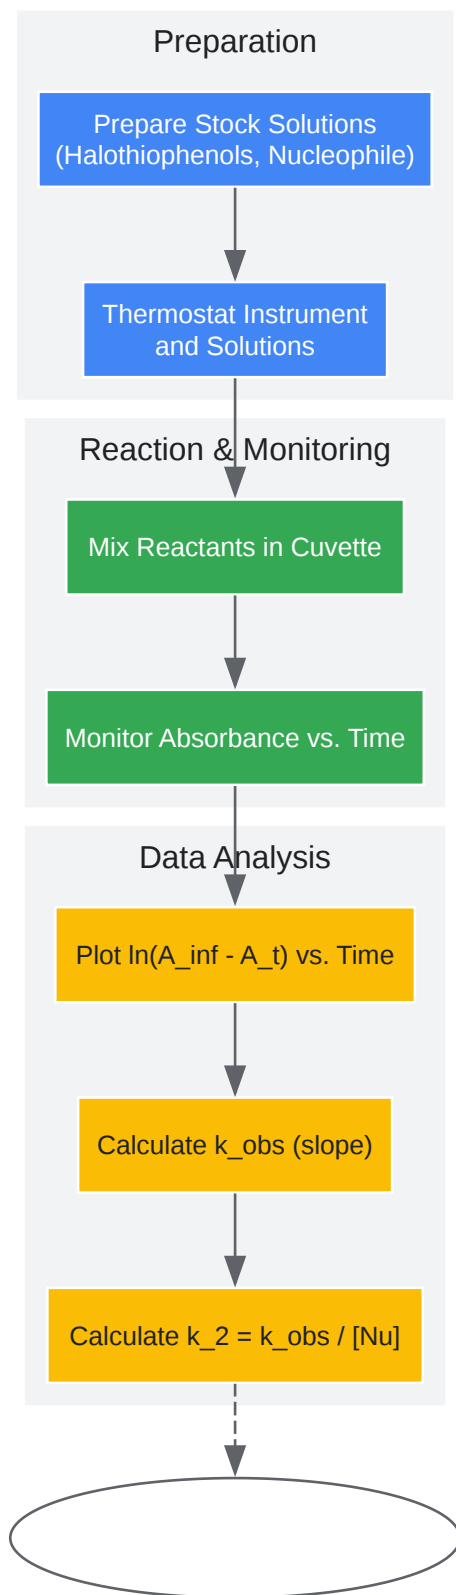 Preparation
Prepare Stock Solutions
(Halothiophenols, Nucleophile)
Thermostat Instrument
and Solutions
Reaction & Monitoring
Mix Reactants in Cuvette
Monitor Absorbance vs. Time
Data Analysis
Plot ln(A_inf - A_t) vs. Time
Calculate k_obs (slope)
Calculate k_2 = k_obs / [Nu]